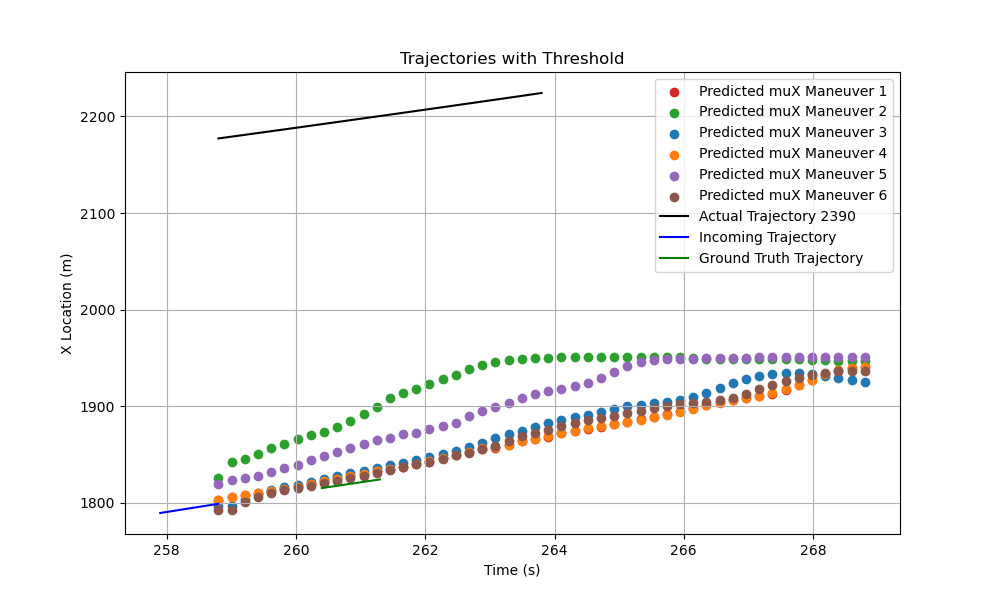 Trajectories with Threshold
Predicted muX Maneuver 1
Predicted muX Maneuver 2
Predicted muX Maneuver 3
Predicted muX Maneuver 4
Predicted muX Maneuver 5
Predicted muX Maneuver 6
Actual Trajectory 2390
Incoming Trajectory
Ground Truth Trajectory
X Location (m)
2200
2100
2000
1900
1800
258 260 262 264 266 268
Time (s)